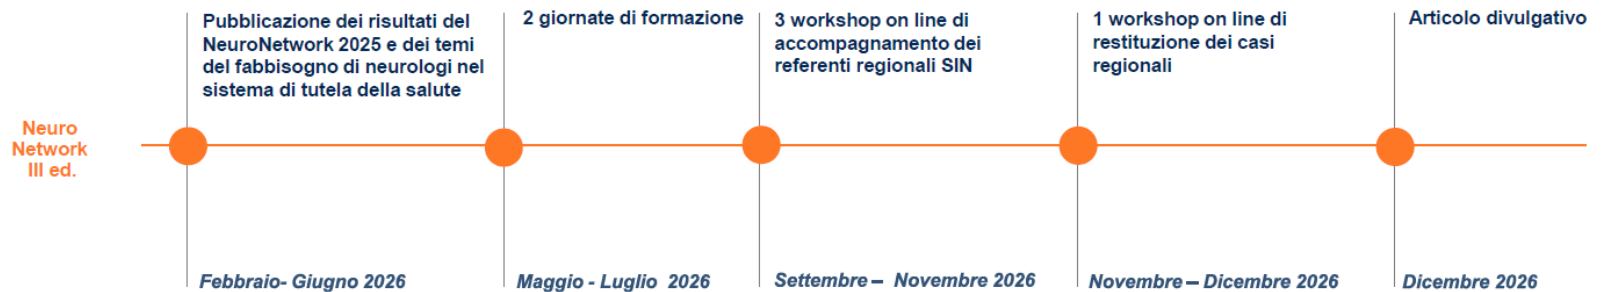 Pubblicazione dei risultati del
NeuroNetwork 2025 e dei temi
del fabbisogno di neurologi nel
sistema di tutela della salute
2 giornate di formazione
3 workshop on line di
accompagnamento dei
referenti regionali SIN
1 workshop on line di
restituzione dei casi
regionali
Articolo divulgativo
Neuro
Network
III ed.
Febbraio- Giugno 2026
Maggio - Luglio 2026
Settembre – Novembre 2026
Novembre – Dicembre 2026
Dicembre 2026